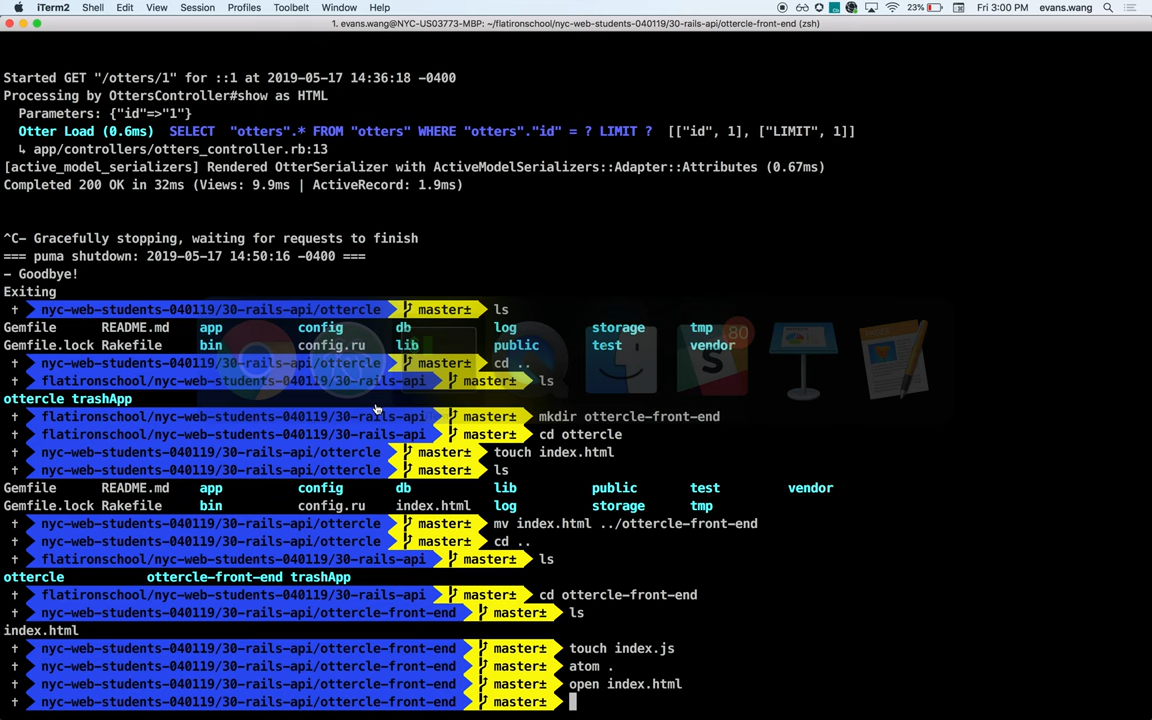 iTerm2 Shell Edit View Session Profiles Toolbelt Window Help 23% Fri 3:00 PM evans.wang
1. evans.wang@NYC-US03773-MBP: ~/flatironschool/nyc-web-students-040119/30-rails-api/ottercle-front-end (zsh)
Started GET "/otters/1" for ::1 at 2019-05-17 14:36:18 -0400
Processing by OttersController#show as HTML
Parameters: {"id"=>"1"}
Otter Load (0.6ms) SELECT "otters".* FROM "otters" WHERE "otters"."id" = ? LIMIT ? [["id", 1], ["LIMIT", 1]]
↳ app/controllers/otters_controller.rb:13
[active_model_serializers] Rendered OtterSerializer with ActiveModelSerializers::Adapter::Attributes (0.67ms)
Completed 200 OK in 32ms (Views: 9.9ms | ActiveRecord: 1.9ms)
^C- Gracefully stopping, waiting for requests to finish
=== puma shutdown: 2019-05-17 14:50:16 -0400 ===
- Goodbye!
Exiting
† nyc-web-students-040119/30-rails-api/ottercle master± ls
Gemfile README.md app config db log storage tmp
Gemfile.lock Rakefile bin config.ru lib public test vendor
† nyc-web-students-040119/30-rails-api/ottercle master± cd ..
† flatironschool/nyc-web-students-040119/30-rails-api master± ls
ottercle trashApp
† flatironschool/nyc-web-students-040119/30-rails-api master± mkdir ottercle-front-end
† flatironschool/nyc-web-students-040119/30-rails-api master± cd ottercle
† nyc-web-students-040119/30-rails-api/ottercle master± touch index.html
† nyc-web-students-040119/30-rails-api/ottercle master± ls
Gemfile README.md app config db lib public test vendor
Gemfile.lock Rakefile bin config.ru index.html log storage tmp
† nyc-web-students-040119/30-rails-api/ottercle master± mv index.html ../ottercle-front-end
† nyc-web-students-040119/30-rails-api/ottercle master± cd ..
† flatironschool/nyc-web-students-040119/30-rails-api master± ls
ottercle ottercle-front-end trashApp
† flatironschool/nyc-web-students-040119/30-rails-api master± cd ottercle-front-end
† nyc-web-students-040119/30-rails-api/ottercle-front-end master± ls
index.html
† nyc-web-students-040119/30-rails-api/ottercle-front-end master± touch index.js
† nyc-web-students-040119/30-rails-api/ottercle-front-end master± atom .
† nyc-web-students-040119/30-rails-api/ottercle-front-end master± open index.html
† nyc-web-students-040119/30-rails-api/ottercle-front-end master±
80